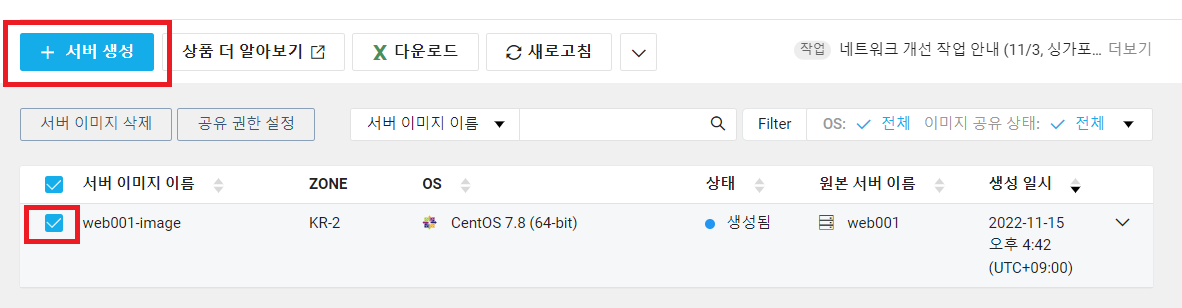 + 서버 생성 상품 더 알아보기 다운로드 새로고침 작업 네트워크 개선 작업 안내 (11/3, 싱가포... 더보기
서버 이미지 삭제 공유 권한 설정 서버 이미지 이름 Filter OS: 전체 이미지 공유 상태: 전체
서버 이미지 이름 ZONE OS 상태 원본 서버 이름 생성 일시
web001-image KR-2 CentOS 7.8 (64-bit) 생성됨 web001 2022-11-15
오후 4:42
(UTC+09:00)